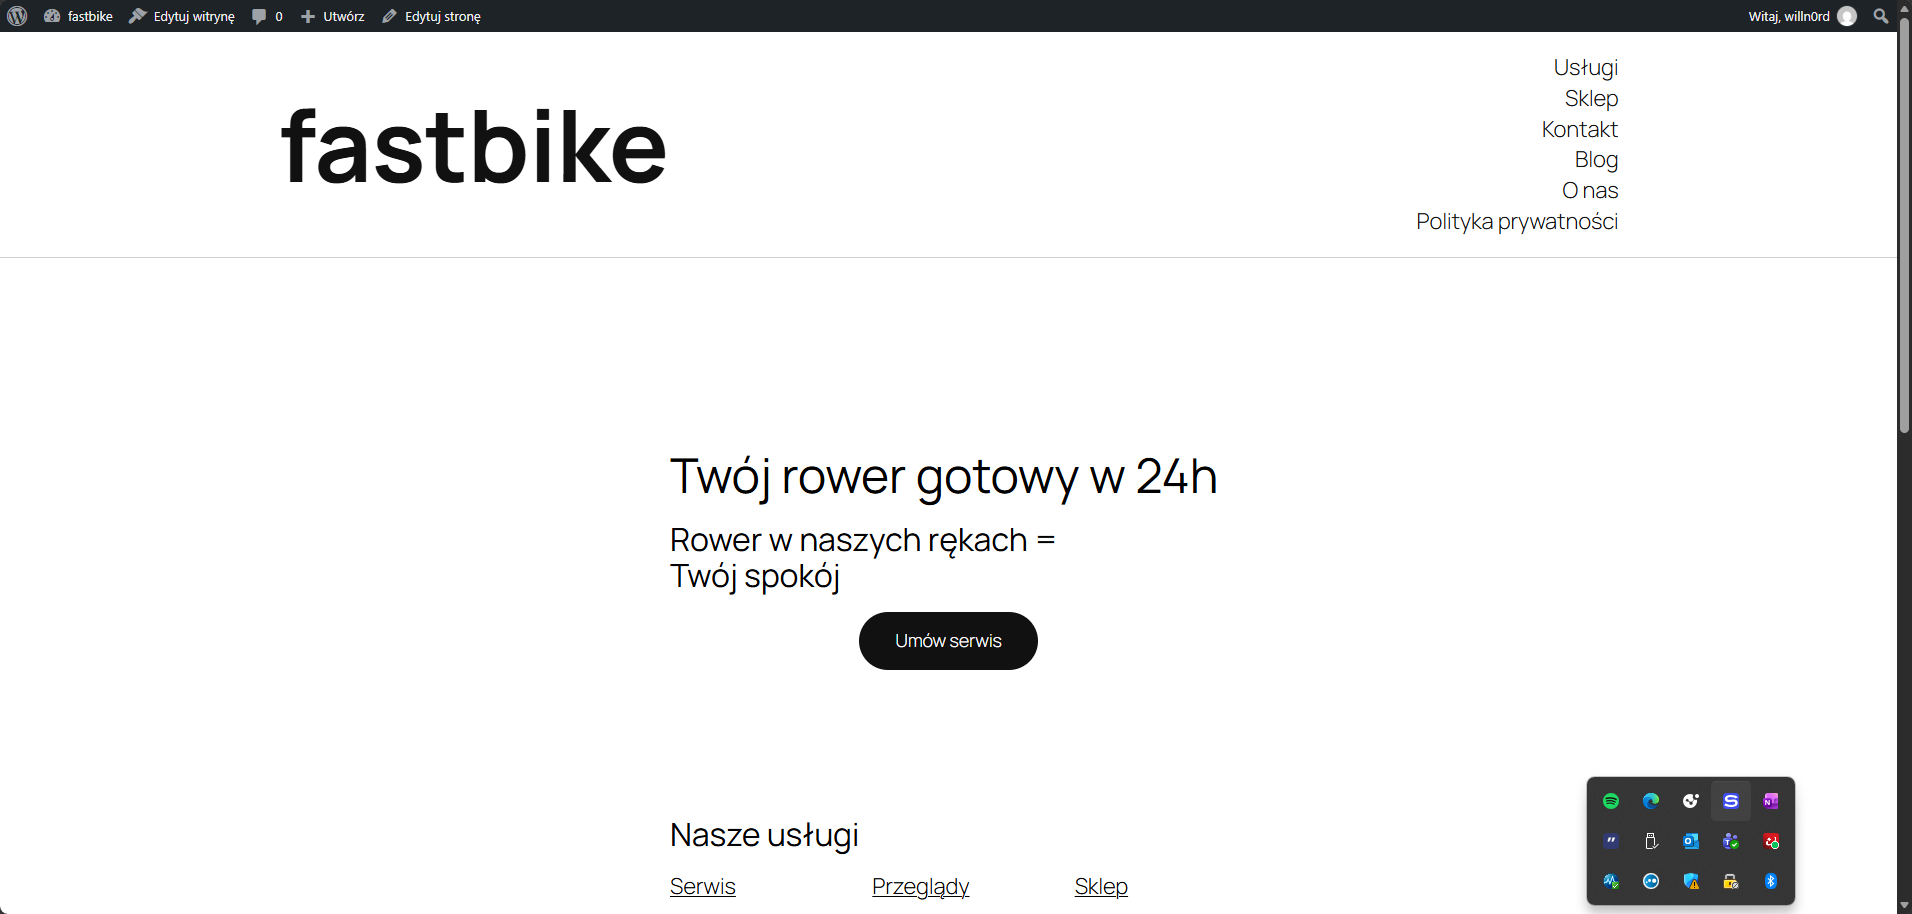 fastbike Edytuj witrynę 0 Utwórz Edytuj stronę Witaj, willn0rd
Usługi
Sklep
Kontakt
Blog
O nas
Polityka prywatności
fastbike
Twój rower gotowy w 24h
Rower w naszych rękach =
Twój spokój
Umów serwis
Nasze usługi
Serwis Przeglądy Sklep